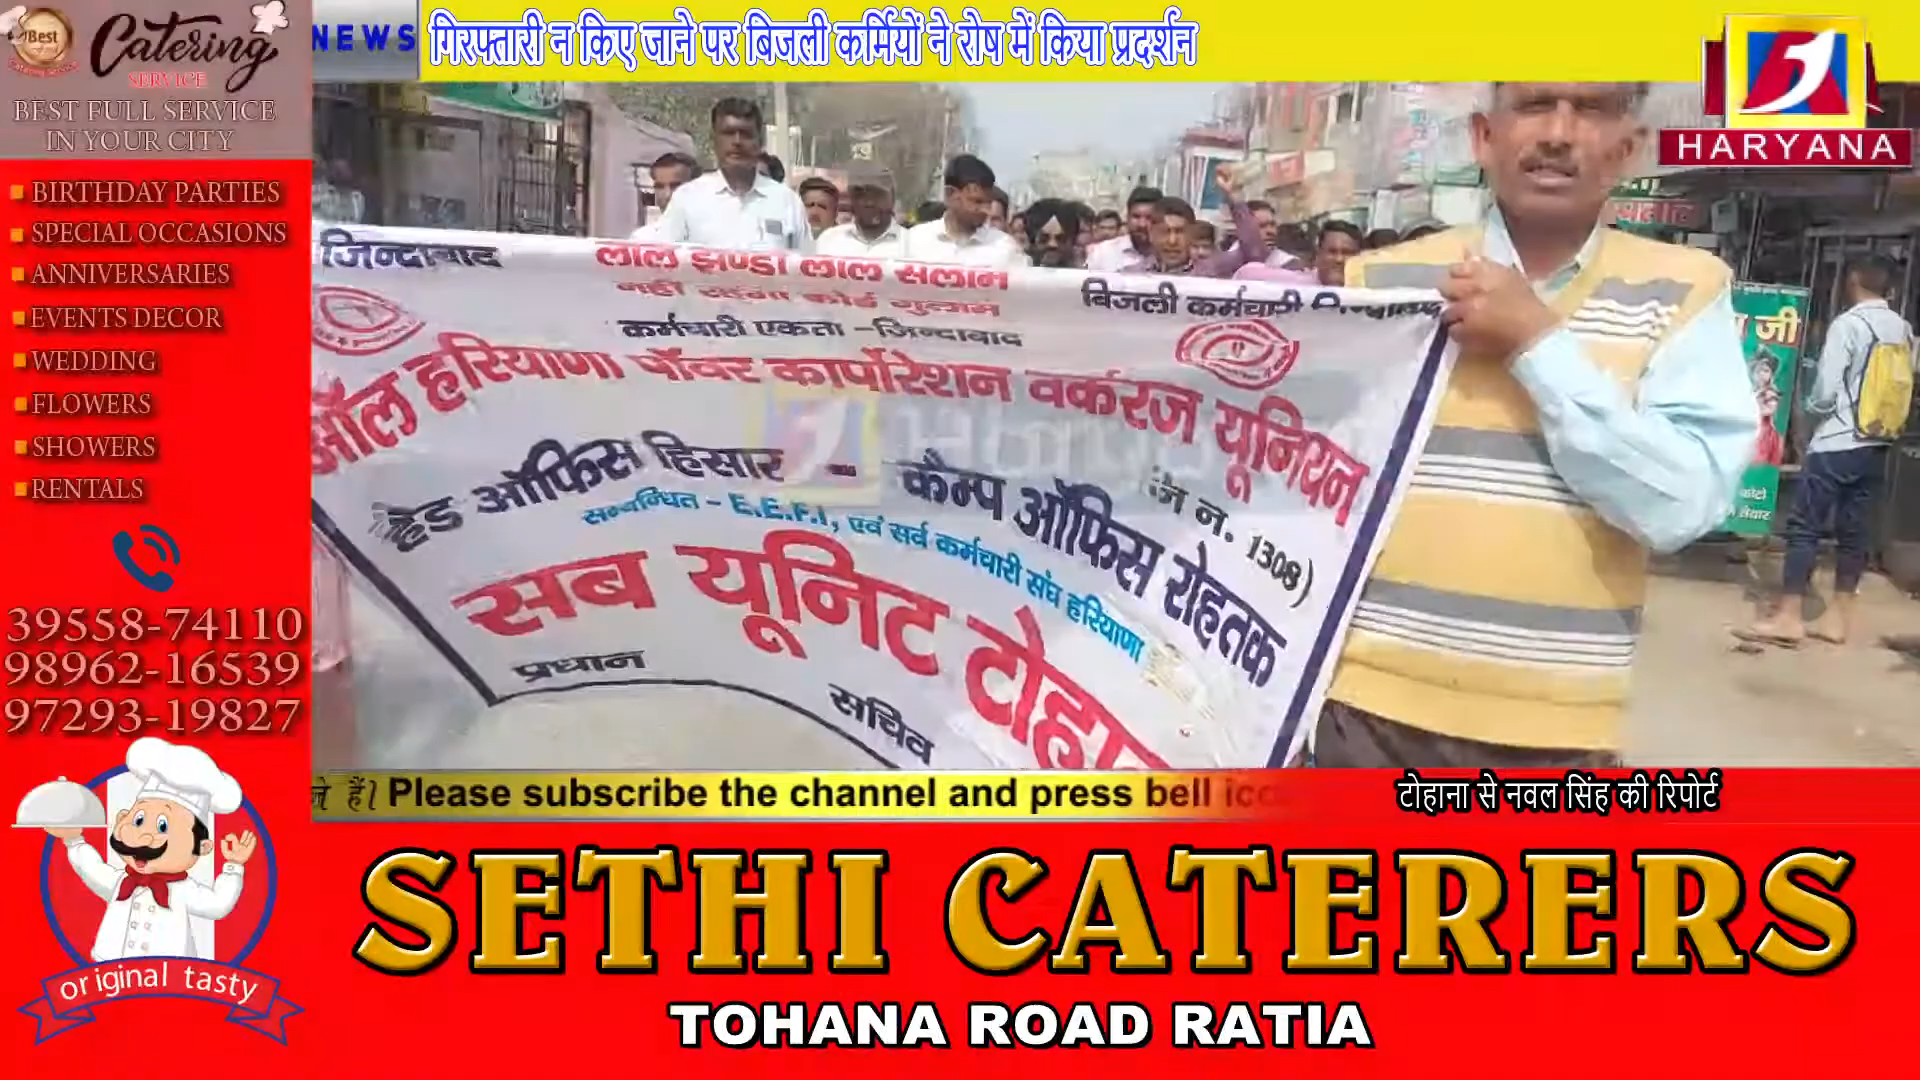 Best
Catering
SERVICE
BEST FULL SERVICE
IN YOUR CITY
BIRTHDAY PARTIES
SPECIAL OCCASIONS
ANNIVERSARIES
EVENTS DECOR
WEDDING
FLOWERS
SHOWERS
RENTALS
39558-74110
98962-16539
97293-19827
original tasty
NEWS
गिरफ्तारी न किए जाने पर बिजली कर्मियों ने रोष में किया प्रदर्शन
HARYANA
जिन्दाबाद
लाल झण्डा लाल सलाम
बिजली कर्मचारी
कर्मचारी एकता -जिन्दाबाद
ऑल हरियाणा पॉवर कार्पोरेशन वर्करज यूनियन
न. 1308)
हैड ऑफिस हिसार - कैम्प ऑफिस रोहतक
सम्बन्धित - E.E.F.I, एवं सर्व कर्मचारी संघ हरियाणा
सब यूनिट
प्रधान
सचिव
जी
हैं। Please subscribe the channel and press bell
टोहाना से नवल सिंह की रिपोर्ट
SETHI CATERERS
TOHANA ROAD RATIA